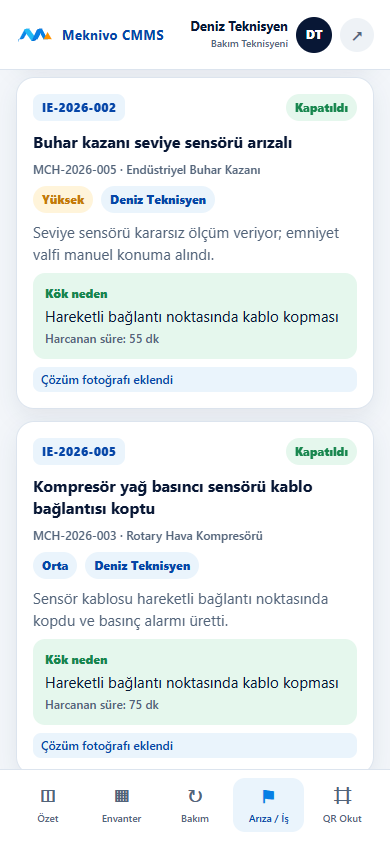 Meknivo CMMS
Deniz Teknisyen
Bakım Teknisyeni
DT
↗
IE-2026-002
Kapatıldı
Buhar kazanı seviye sensörü arızalı
MCH-2026-005 · Endüstriyel Buhar Kazanı
Yüksek
Deniz Teknisyen
Seviye sensörü kararsız ölçüm veriyor; emniyet
valfi manuel konuma alındı.
Kök neden
Hareketli bağlantı noktasında kablo kopması
Harcanan süre: 55 dk
Çözüm fotoğrafı eklendi
IE-2026-005
Kapatıldı
Kompresör yağ basıncı sensörü kablo
bağlantısı koptu
MCH-2026-003 · Rotary Hava Kompresörü
Orta
Deniz Teknisyen
Sensör kablosu hareketli bağlantı noktasında
kopdu ve basınç alarmı üretti.
Kök neden
Hareketli bağlantı noktasında kablo kopması
Harcanan süre: 75 dk
Çözüm fotoğrafı eklendi
Özet
Envanter
Bakım
Arıza / İş
QR Okut